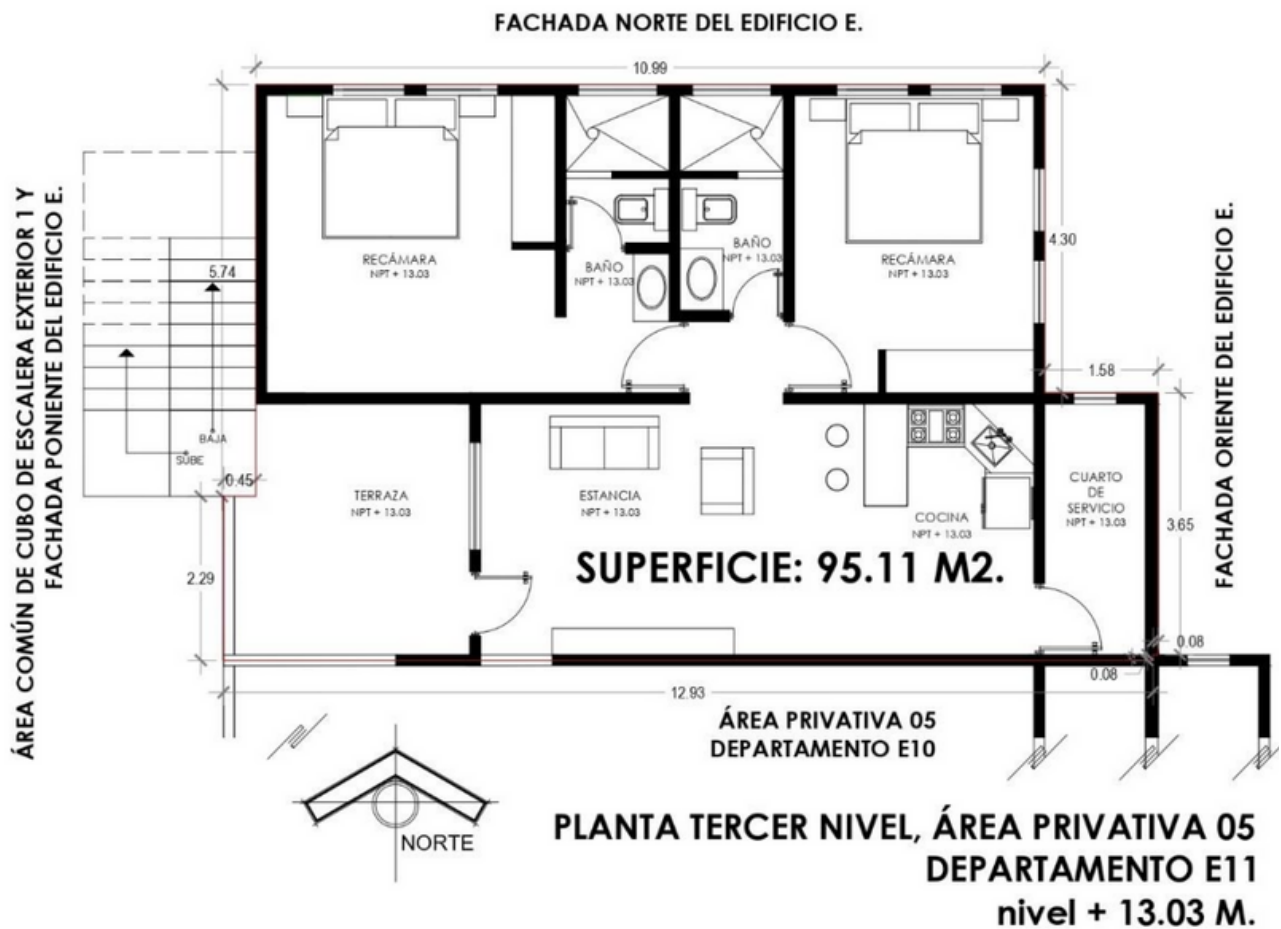 FACHADA NORTE DEL EDIFICIO E.
10.99
ÁREA COMÚN DE CUBO DE ESCALERA EXTERIOR 1 Y
FACHADA PONIENTE DEL EDIFICIO E.
5.74
RECÁMARA
NPT + 13.03
BAÑO
NPT + 13.03
BAÑO
NPT + 13.03
RECÁMARA
NPT + 13.03
4.30
FACHADA ORIENTE DEL EDIFICIO E.
1.58
BAJA
SUBE
0.45
TERRAZA
NPT + 13.03
ESTANCIA
NPT + 13.03
COCINA
NPT + 13.03
CUARTO
DE
SERVICIO
NPT + 13.03
3.65
2.29
SUPERFICIE: 95.11 M2.
0.08
0.08
12.93
ÁREA PRIVATIVA 05
DEPARTAMENTO E10
NORTE
PLANTA TERCER NIVEL, ÁREA PRIVATIVA 05
DEPARTAMENTO E11
nivel + 13.03 M.